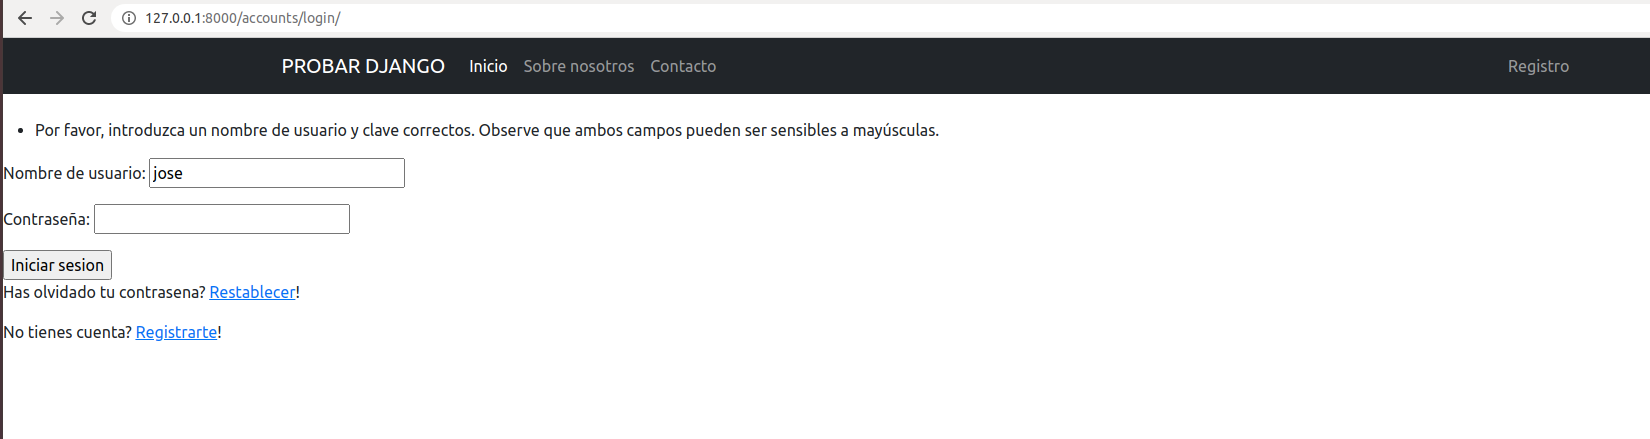 127.0.0.1:8000/accounts/login/
PROBAR DJANGO Inicio Sobre nosotros Contacto Registro
Por favor, introduzca un nombre de usuario y clave correctos. Observe que ambos campos pueden ser sensibles a mayúsculas.
Nombre de usuario: jose
Contraseña:
Iniciar sesion
Has olvidado tu contrasena? Restablecer!
No tienes cuenta? Registrarte!